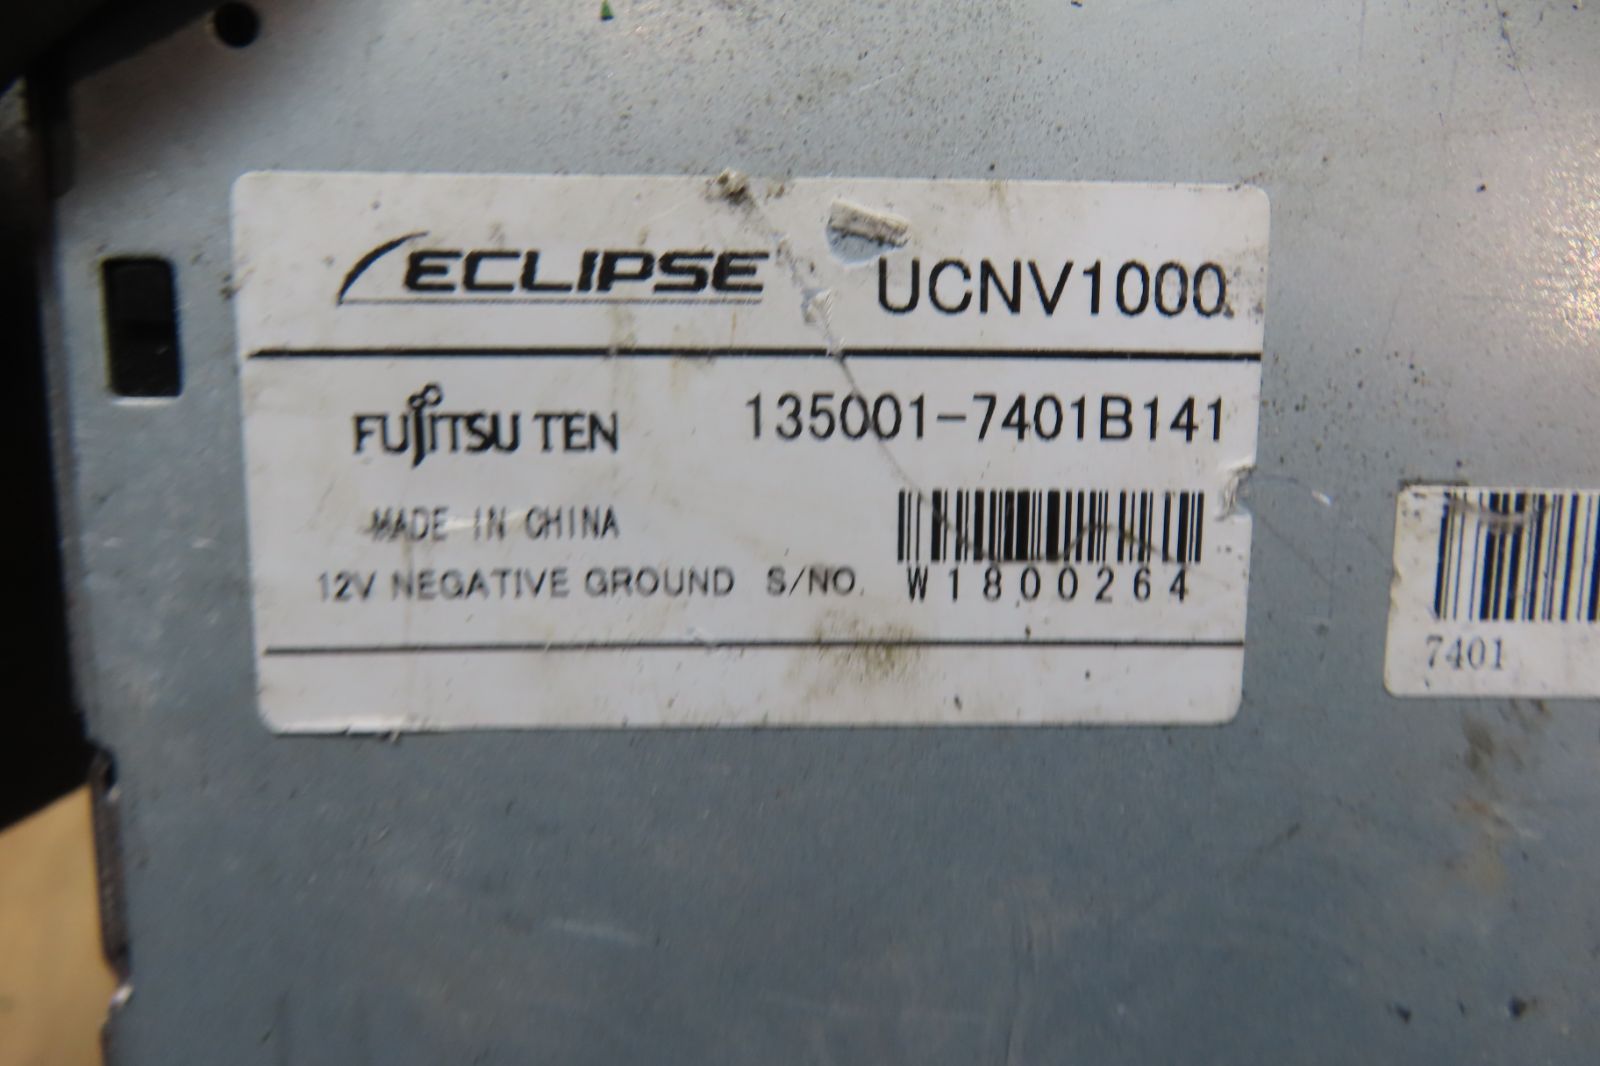 ECLIPSE UCNV1000
FUJITSU TEN 135001-7401B141
MADE IN CHINA
12V NEGATIVE GROUND S/NO. W1800264
7401